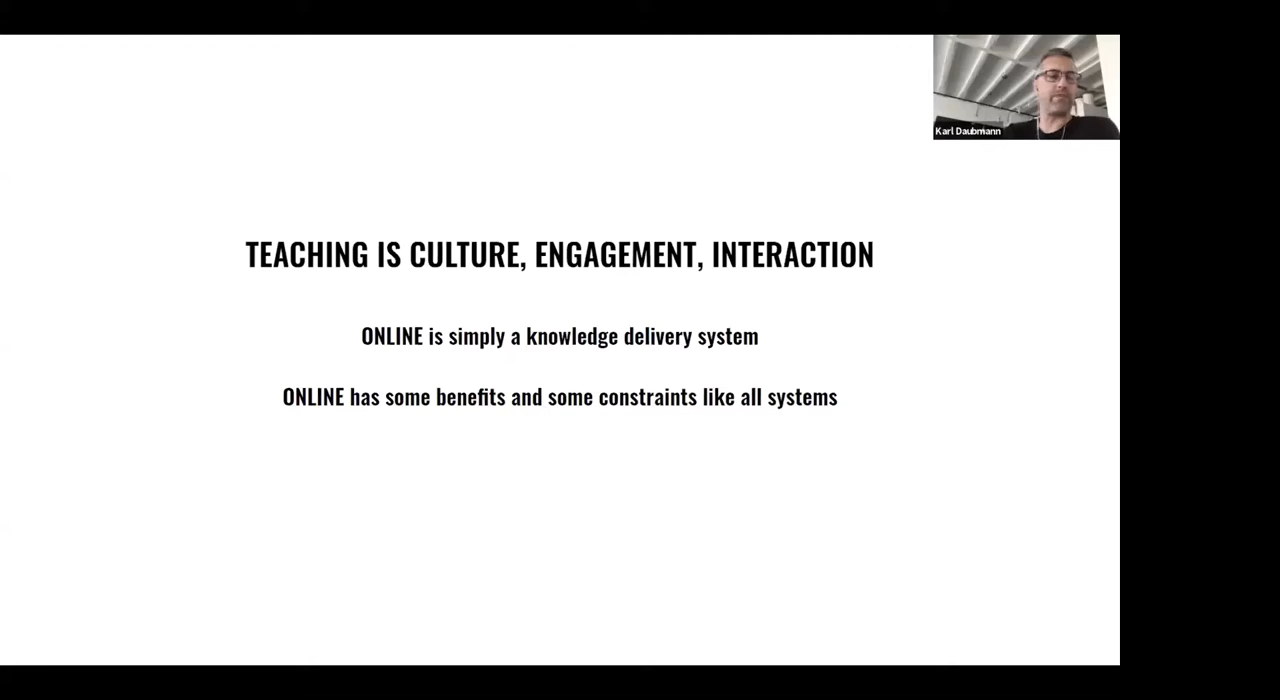 Karl Daubmann
TEACHING IS CULTURE, ENGAGEMENT, INTERACTION
ONLINE is simply a knowledge delivery system
ONLINE has some benefits and some constraints like all systems